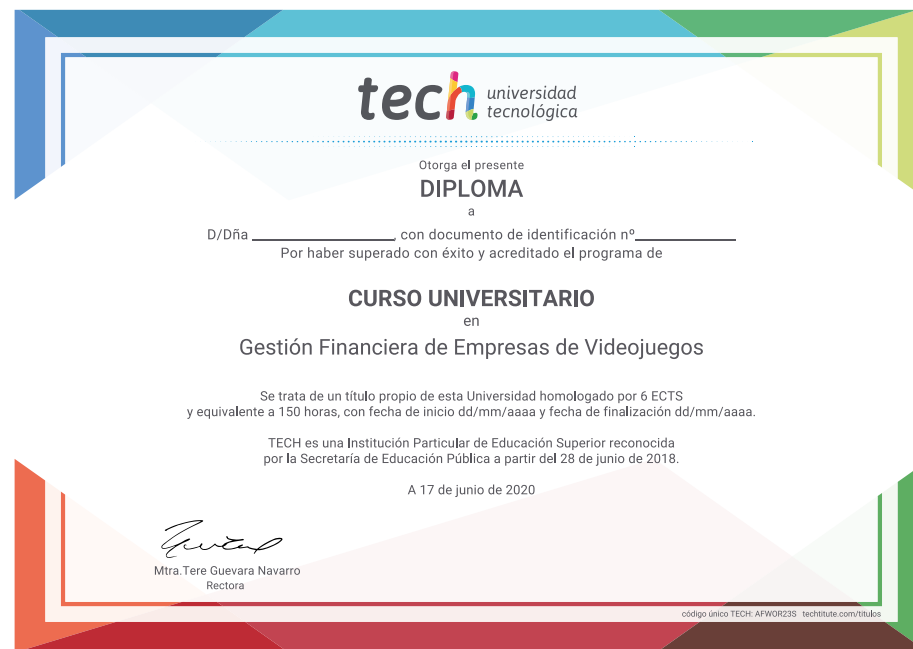 tech universidad
tecnológica
Otorga el presente
DIPLOMA
a
D/Dña ______________, con documento de identificación nº__________
Por haber superado con éxito y acreditado el programa de
CURSO UNIVERSITARIO
en
Gestión Financiera de Empresas de Videojuegos
Se trata de un título propio de esta Universidad homologado por 6 ECTS
y equivalente a 150 horas, con fecha de inicio dd/mm/aaaa y fecha de finalización dd/mm/aaaa.
TECH es una Institución Particular de Educación Superior reconocida
por la Secretaría de Educación Pública a partir del 28 de junio de 2018.
A 17 de junio de 2020
Mtra.Tere Guevara Navarro
Rectora
código único TECH: AFWOR23S techtitute.com/titulos